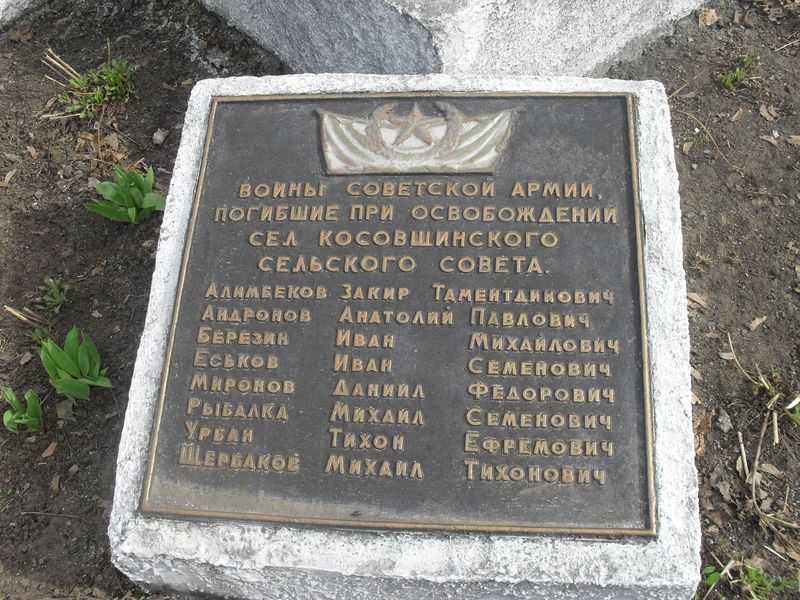 ВОИНЫ СОВЕТСКОЙ АРМИИ,
ПОГИБШИЕ ПРИ ОСВОБОЖДЕНИИ
СЕЛ КОСОВЩИНСКОГО
СЕЛЬСКОГО СОВЕТА.
АЛИМБЕКОВ ЗАКИР ТАМЕНТДИНОВИЧ
АНДРОНОВ АНАТОЛИЙ ПАВЛОВИЧ
БЕРЕЗИН ИВАН МИХАЙЛОВИЧ
ЕСЬКОВ ИВАН СЕМЕНОВИЧ
МИРОНОВ ДАНИИЛ ФЕДОРОВИЧ
РЫБАЛКА МИХАИЛ СЕМЕНОВИЧ
УРБАН ТИХОН ЕФРЕМОВИЧ
ЩЕРБАКОВ МИХАИЛ ТИХОНОВИЧ